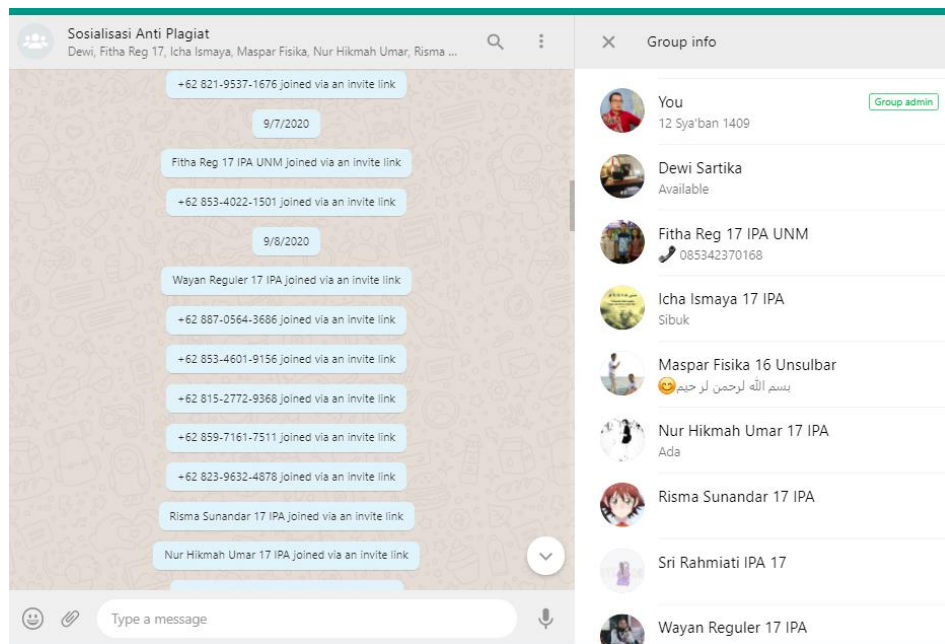 Sosialisasi Anti Plagiat
Dewi, Fitha Reg 17, Icha Ismaya, Maspar Fisika, Nur Hikmah Umar, Risma ...
+62 821-9537-1676 joined via an invite link
9/7/2020
Fitha Reg 17 IPA UNM joined via an invite link
+62 853-4022-1501 joined via an invite link
9/8/2020
Wayan Reguler 17 IPA joined via an invite link
+62 887-0564-3686 joined via an invite link
+62 853-4601-9156 joined via an invite link
+62 815-2772-9368 joined via an invite link
+62 859-7161-7511 joined via an invite link
+62 823-9632-4878 joined via an invite link
Risma Sunandar 17 IPA joined via an invite link
Nur Hikmah Umar 17 IPA joined via an invite link
Type a message
Group info
You
Group admin
12 Sya'ban 1409
Dewi Sartika
Available
Fitha Reg 17 IPA UNM
085342370168
Icha Ismaya 17 IPA
Sibuk
Maspar Fisika 16 Unsulbar
بسم الله لرحمن لر حيم😊
Nur Hikmah Umar 17 IPA
Ada
Risma Sunandar 17 IPA
Sri Rahmiati IPA 17
Wayan Reguler 17 IPA